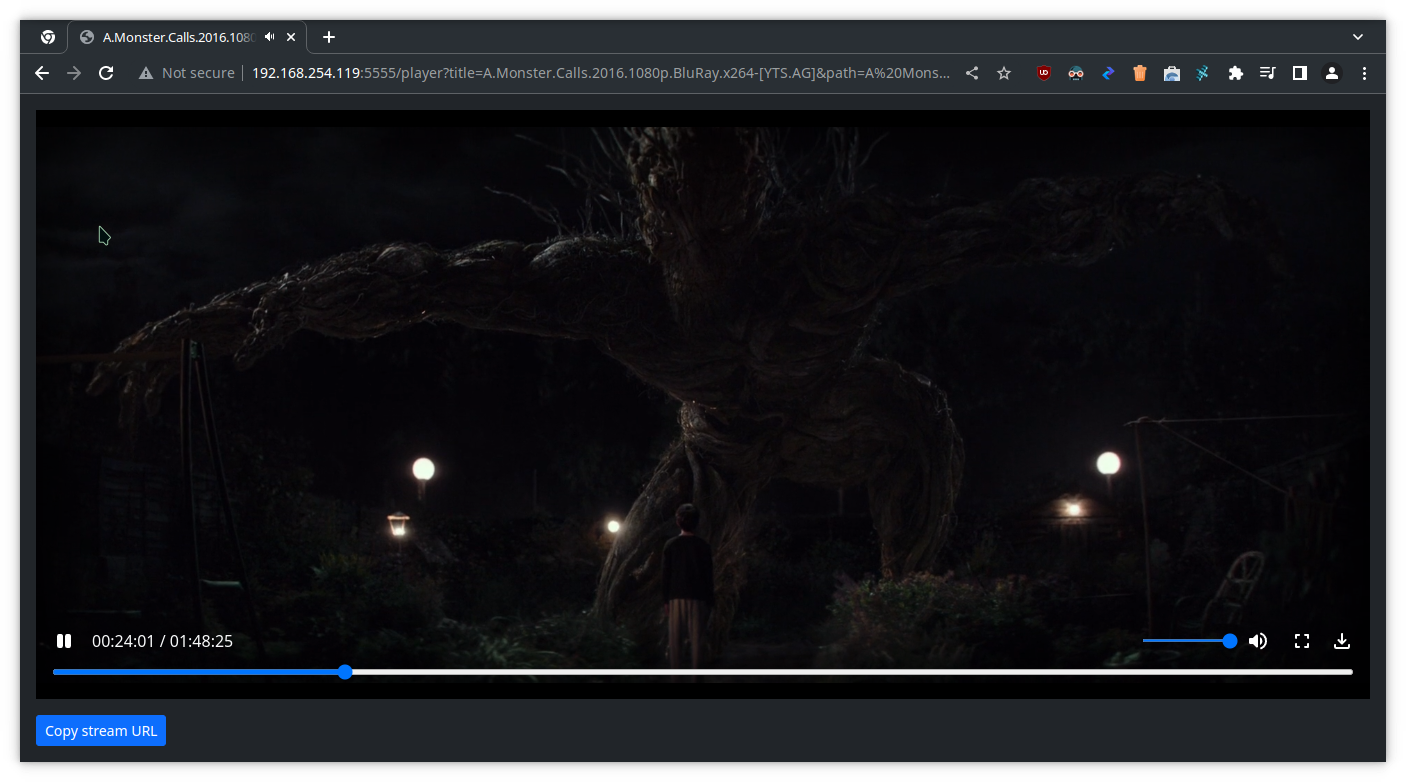 A.Monster.Calls.2016.1080
Not secure
192.168.254.119:5555/player?title=A.Monster.Calls.2016.1080p.BluRay.x264-[YTS.AG]&path=A%20Mons...
00:24:01 / 01:48:25
Copy stream URL